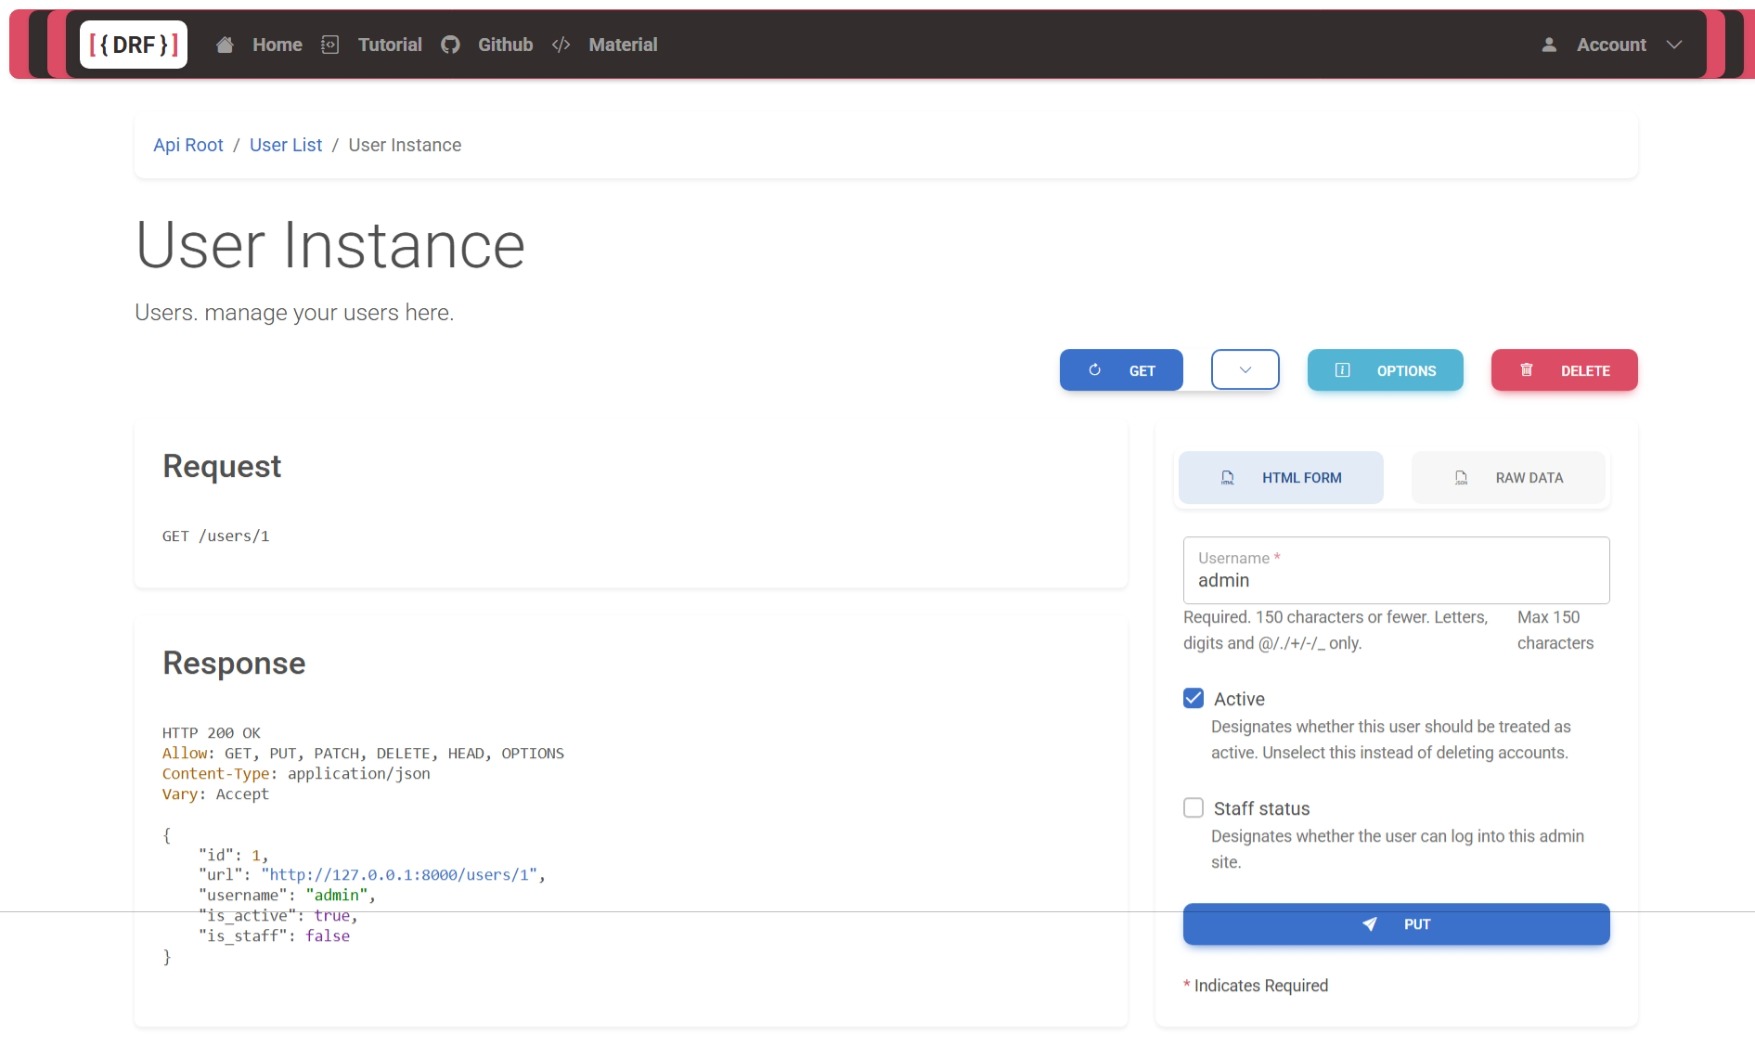 [{DRF}] Home Tutorial Github Material Account
Api Root / User List / User Instance
User Instance
Users. manage your users here.
GET OPTIONS DELETE
Request
GET /users/1
Response
HTTP 200 OK
Allow: GET, PUT, PATCH, DELETE, HEAD, OPTIONS
Content-Type: application/json
Vary: Accept
{
    "id": 1,
    "url": "http://127.0.0.1:8000/users/1",
    "username": "admin",
    "is_active": true,
    "is_staff": false
}
HTML FORM RAW DATA
Username *
admin
Required. 150 characters or fewer. Letters,
digits and @/./+/-/_ only.
Max 150
characters
Active
Designates whether this user should be treated as
active. Unselect this instead of deleting accounts.
Staff status
Designates whether the user can log into this admin
site.
PUT
* Indicates Required